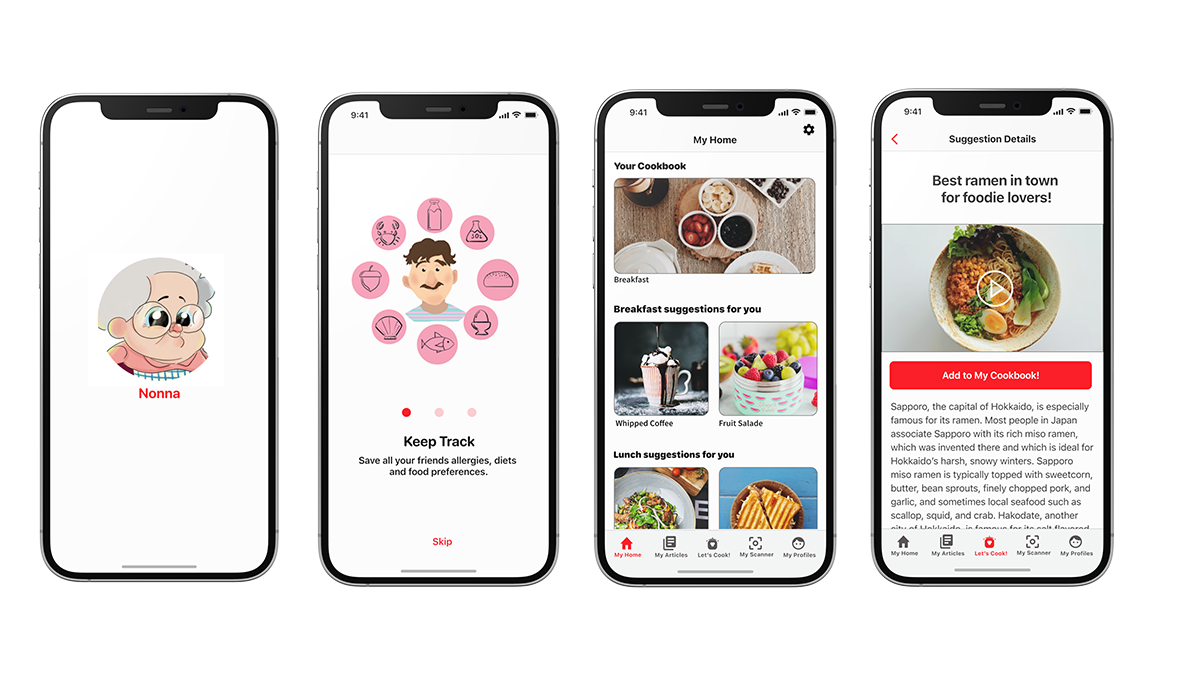 Nonna
9:41
SO₂
Keep Track
Save all your friends allergies, diets
and food preferences.
Skip
9:41
My Home
Your Cookbook
Breakfast
Breakfast suggestions for you
Whipped Coffee
Fruit Salade
Lunch suggestions for you
My Home
My Articles
Let's Cook!
My Scanner
My Profiles
9:41
Suggestion Details
Best ramen in town
for foodie lovers!
Add to My Cookbook!
Sapporo, the capital of Hokkaido, is especially
famous for its ramen. Most people in Japan
associate Sapporo with its rich miso ramen,
which was invented there and which is ideal for
Hokkaido's harsh, snowy winters. Sapporo
miso ramen is typically topped with sweetcorn,
butter, bean sprouts, finely chopped pork, and
garlic, and sometimes local seafood such as
scallop, squid, and crab. Hakodate, another
city of Hokkaido, is famous for its salt flavored
My Home
My Articles
Let's Cook!
My Scanner
My Profiles